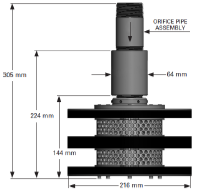 ORIFICE PIPE
ASSEMBLY
305 mm
64 mm
224 mm
144 mm
216 mm